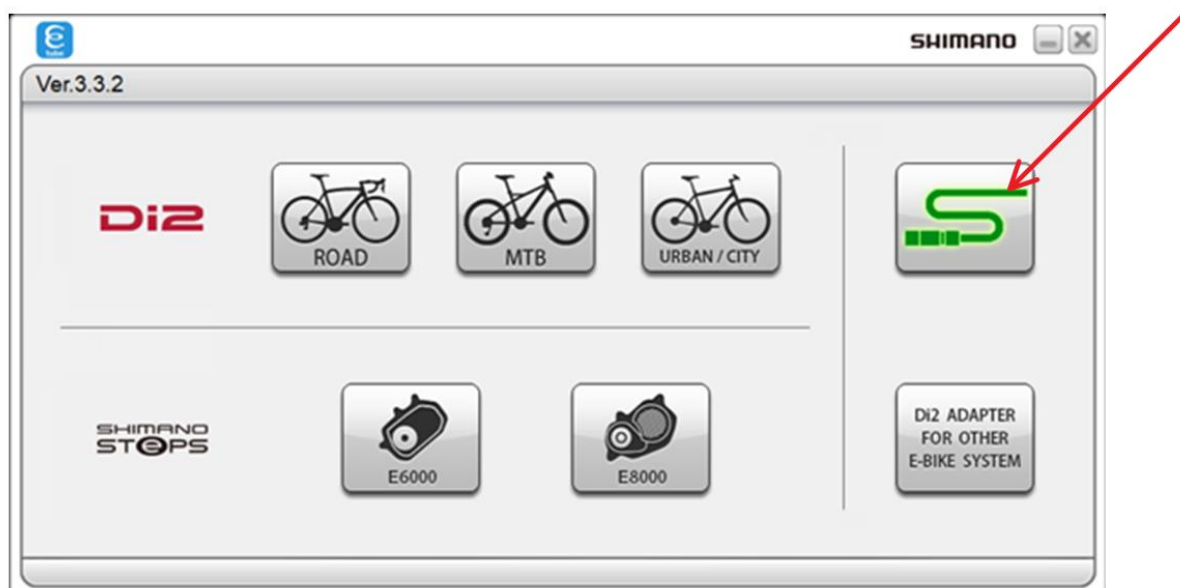 e
tube
SHIMANO
Ver.3.3.2
Di2
ROAD
MTB
URBAN / CITY
SHIMANO
STePS
E6000
E8000
Di2 ADAPTER
FOR OTHER
E-BIKE SYSTEM